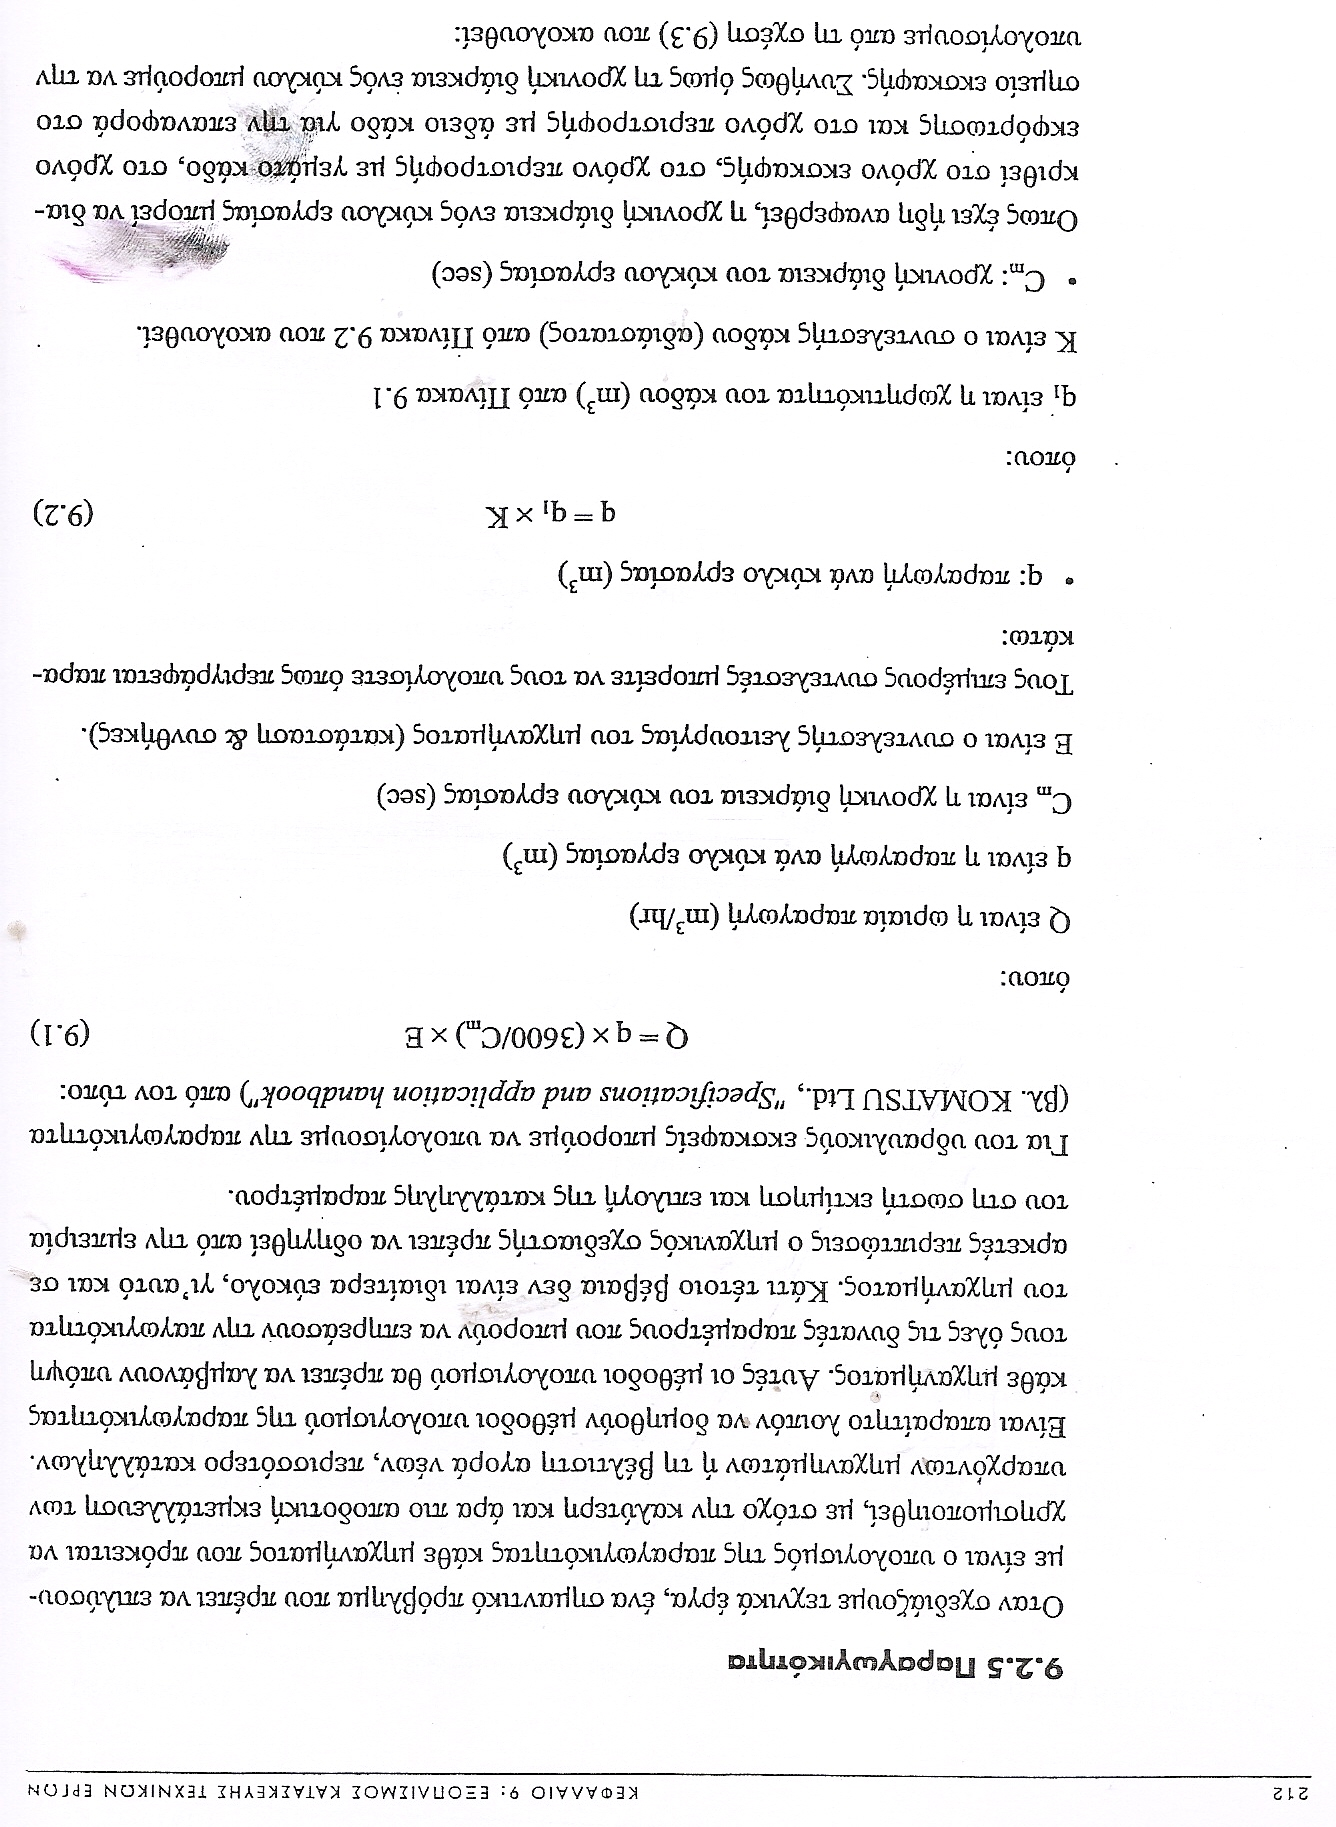 212 ΚΕΦΑΛΑΙΟ 9: ΕΞΟΠΛΙΣΜΟΣ ΚΑΤΑΣΚΕΥΗΣ ΤΕΧΝΙΚΩΝ ΕΡΓΩΝ
9.2.5 Παραγωγικότητα
Όταν σχεδιάζουμε τεχνικά έργα, ένα σημαντικό πρόβλημα που πρέπει να επιλύσου-
με είναι ο υπολογισμός της παραγωγικότητας κάθε μηχανήματος που πρόκειται να
χρησιμοποιηθεί, με στόχο την καλύτερη και άρα πιο αποδοτική εκμετάλλευση των
υπαρχόντων μηχανημάτων ή τη βέλτιστη αγορά νέων, περισσότερο κατάλληλων.
Είναι απαραίτητο λοιπόν να δομηθούν μέθοδοι υπολογισμού της παραγωγικότητας
κάθε μηχανήματος. Αυτές οι μέθοδοι υπολογισμού θα πρέπει να λαμβάνουν υπόψη
τους όλες τις δυνατές παραμέτρους που μπορούν να επηρεάσουν την παγωγικότητα
του μηχανήματος. Κάτι τέτοιο βέβαια δεν είναι ιδιαίτερα εύκολο, γι'αυτό και σε
αρκετές περιπτώσεις ο μηχανικός σχεδιαστής πρέπει να οδηγηθεί από την εμπειρία
του στη σωστή εκτίμηση και επιλογή της κατάλληλης παραμέτρου.
Για του υδραυλικούς εκσκαφείς μπορούμε να υπολογίσουμε την παραγωγικότητα
(βλ. KOMATSU Ltd., "Specifications and application handbook") από τον τύπο:
Q = q × (3600/Cm) × E (9.1)
όπου:
Q είναι η ωριαία παραγωγή (m³/hr)
q είναι η παραγωγή ανά κύκλο εργασίας (m³)
Cm είναι η χρονική διάρκεια του κύκλου εργασίας (sec)
E είναι ο συντελεστής λειτουργίας του μηχανήματος (κατάσταση & συνθήκες).
Τους επιμέρους συντελεστές μπορείτε να τους υπολογίσετε όπως περιγράφεται παρα-
κάτω:
• q: παραγωγή ανά κύκλο εργασίας (m³)
q = q₁ × K (9.2)
όπου:
q₁ είναι η χωρητικότητα του κάδου (m³) από Πίνακα 9.1
K είναι ο συντελεστής κάδου (αδιάστατος) από Πίνακα 9.2 που ακολουθεί.
• Cm: χρονική διάρκεια του κύκλου εργασίας (sec)
Όπως έχει ήδη αναφερθεί, η χρονική διάρκεια ενός κύκλου εργασίας μπορεί να δια-
κριθεί στο χρόνο εκσκαφής, στο χρόνο περιστροφής με γεμάτο κάδο, στο χρόνο
εκφόρτωσης και στο χρόνο περιστροφής με άδειο κάδο για την επαναφορά στο
σημείο εκσκαφής. Συνήθως όμως τη χρονική διάρκεια ενός κύκλου μπορούμε να την
υπολογίσουμε από τη σχέση (9.3) που ακολουθεί: